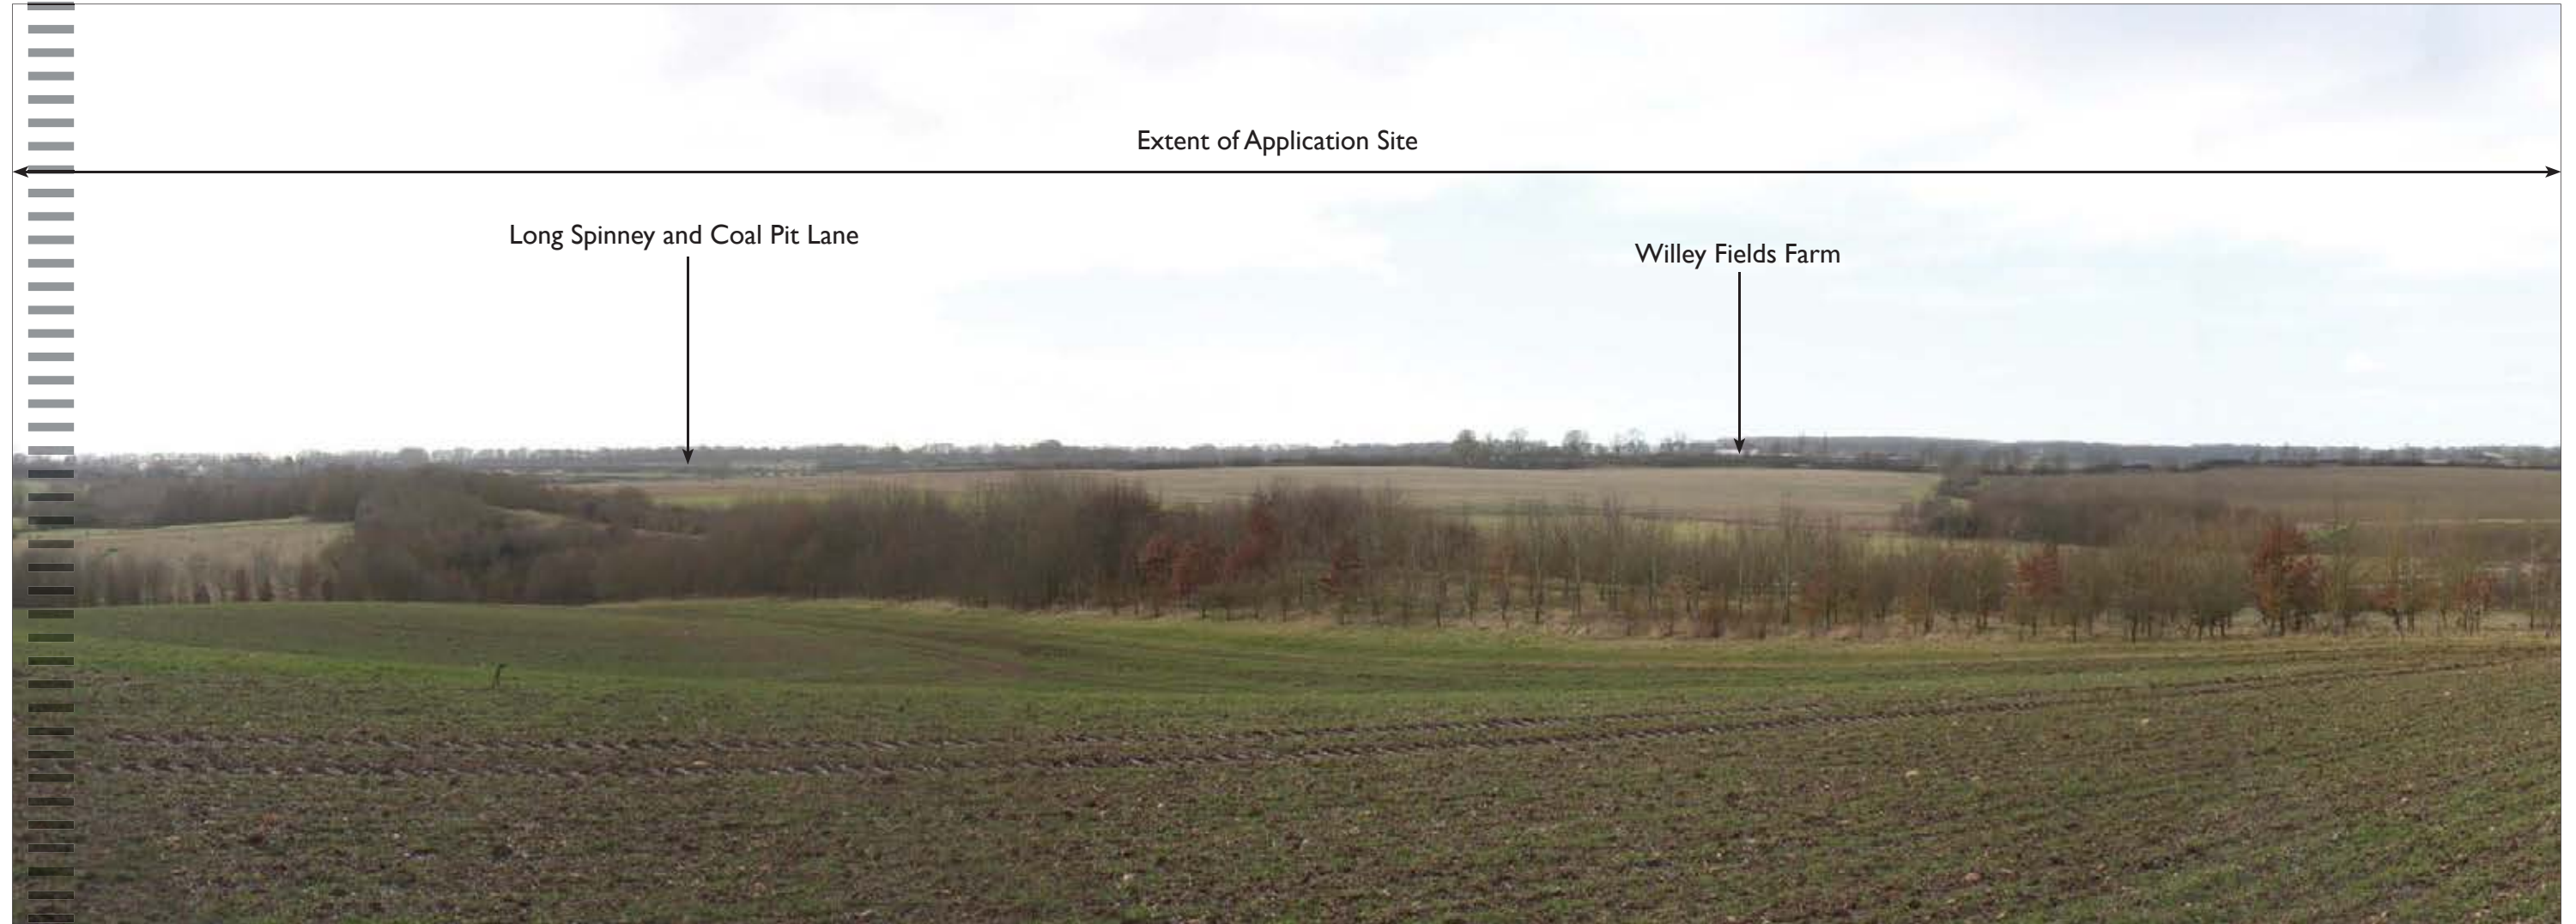 Extent of Application Site
Long Spinney and Coal Pit Lane
Willey Fields Farm